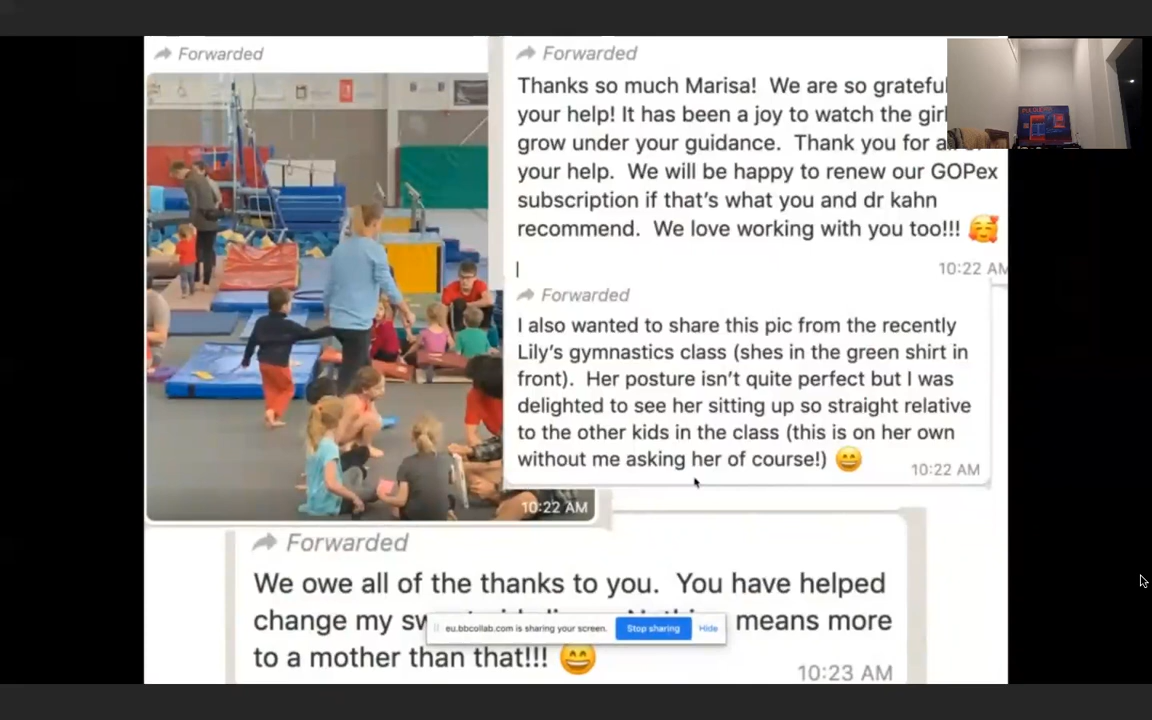 Forwarded
Forwarded
Thanks so much Marisa! We are so grateful
your help! It has been a joy to watch the
grow under your guidance. Thank you for
your help. We will be happy to renew our GOPex
subscription if that's what you and dr kahn
recommend. We love working with you too!!! 🥰
10:22 AM
Forwarded
I also wanted to share this pic from the recently
Lily's gymnastics class (shes in the green shirt in
front). Her posture isn't quite perfect but I was
delighted to see her sitting up so straight relative
to the other kids in the class (this is on her own
without me asking her of course!) 😄
10:22 AM
10:22 AM
Forwarded
We owe all of the thanks to you. You have helped
change my means more
to a mother than that!!! 😄
10:23 AM
eu.bbcollab.com is sharing your screen.
Stop sharing
Hide